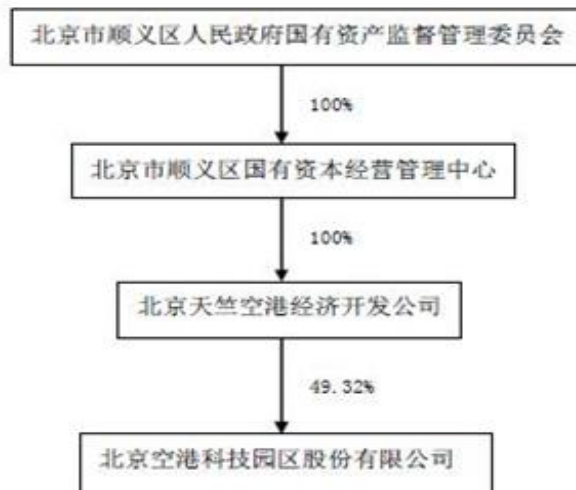 北京市顺义区人民政府国有资产监督管理委员会
100%
北京市顺义区国有资本经营管理中心
100%
北京天竺空港经济开发公司
49.32%
北京空港科技园区股份有限公司